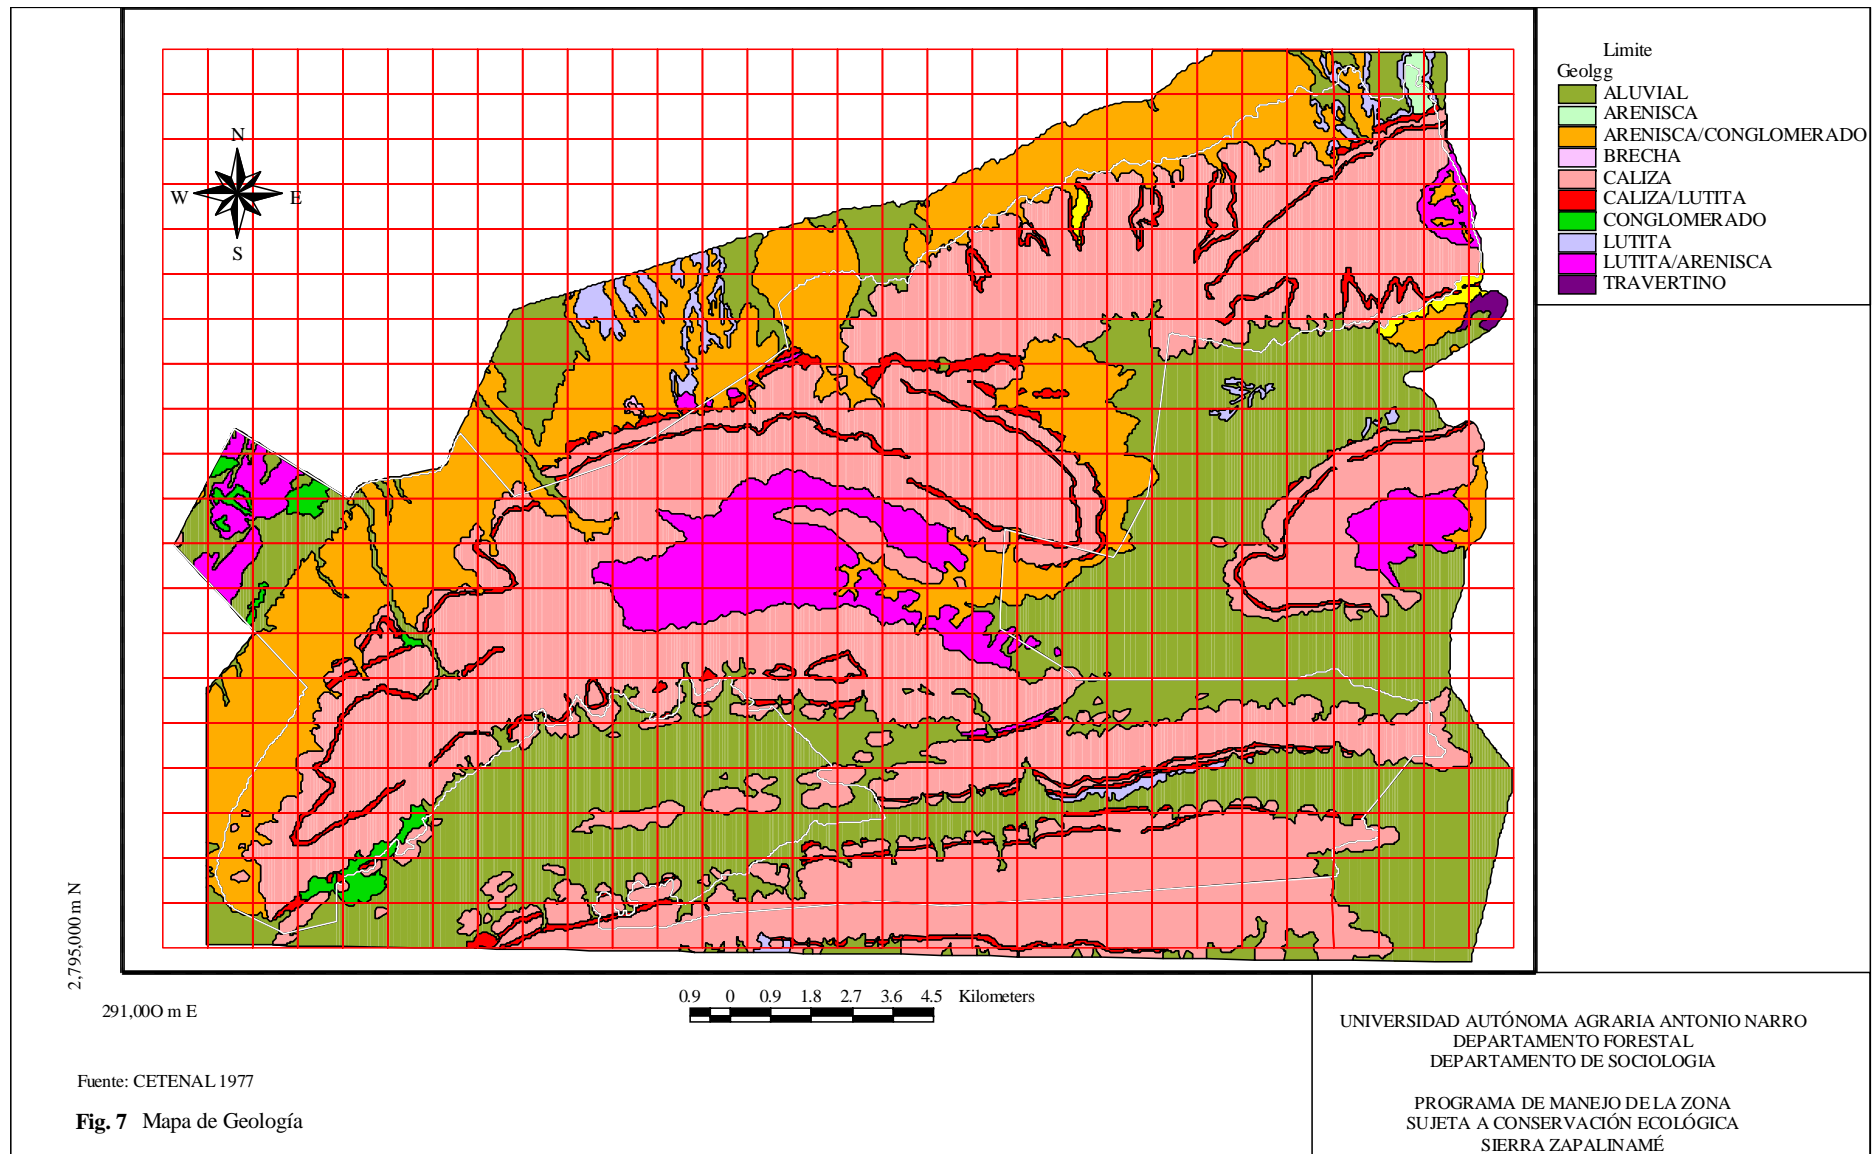 Limite
Geolgg
ALUVIAL
ARENISCA
ARENISCA/CONGLOMERADO
BRECHA
CALIZA
CALIZA/LUTITA
CONGLOMERADO
LUTITA
LUTITA/ARENISCA
TRAVERTINO
N
W
E
S
2,795,000 m N
291,00O m E
0.9 0 0.9 1.8 2.7 3.6 4.5 Kilometers
Fuente: CETENAL 1977
Fig. 7 Mapa de Geología
UNIVERSIDAD AUTÓNOMA AGRARIA ANTONIO NARRO
DEPARTAMENTO FORESTAL
DEPARTAMENTO DE SOCIOLOGIA
PROGRAMA DE MANEJO DE LA ZONA
SUJETA A CONSERVACIÓN ECOLÓGICA
SIERRA ZAPALINAMÉ